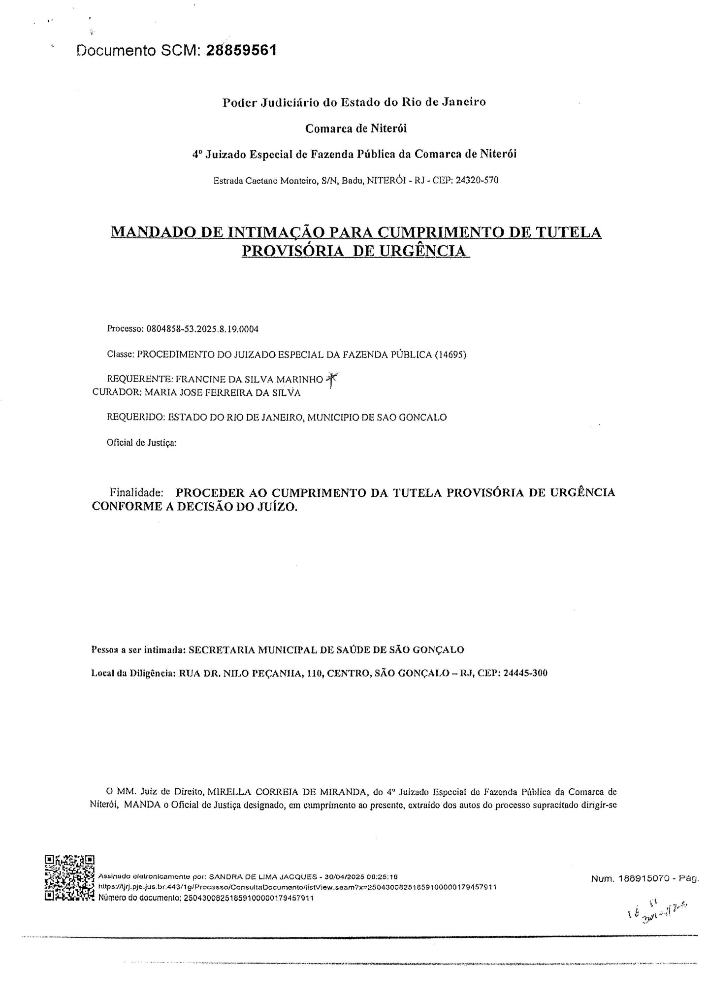 Documento SCM: 28859561
Poder Judiciário do Estado do Rio de Janeiro
Comarca de Niterói
4º Juizado Especial de Fazenda Pública da Comarca de Niterói
Estrada Caetano Monteiro, S/N, Badu, NITERÓI - RJ - CEP: 24320-570
MANDADO DE INTIMAÇÃO PARA CUMPRIMENTO DE TUTELA
PROVISÓRIA DE URGÊNCIA
Processo: 0804858-53.2025.8.19.0004
Classe: PROCEDIMENTO DO JUIZADO ESPECIAL DA FAZENDA PÚBLICA (14695)
REQUERENTE: FRANCINE DA SILVA MARINHO
CURADOR: MARIA JOSE FERREIRA DA SILVA
REQUERIDO: ESTADO DO RIO DE JANEIRO, MUNICIPIO DE SAO GONCALO
Oficial de Justiça:
Finalidade: PROCEDER AO CUMPRIMENTO DA TUTELA PROVISÓRIA DE URGÊNCIA
CONFORME A DECISÃO DO JUÍZO.
Pessoa a ser intimada: SECRETARIA MUNICIPAL DE SAÚDE DE SÃO GONÇALO
Local da Diligência: RUA DR. NILO PEÇANHA, 110, CENTRO, SÃO GONÇALO – RJ, CEP: 24445-300
O MM. Juiz de Direito, MIRELLA CORREIA DE MIRANDA, do 4º Juizado Especial de Fazenda Pública da Comarca de
Niterói, MANDA o Oficial de Justiça designado, em cumprimento ao presente, extraído dos autos do processo supracitado dirigir-se
Assinado eletronicamente por: SANDRA DE LIMA JACQUES - 30/04/2025 08:25:18
https://tjrj.pje.jus.br:443/1g/Processo/ConsultaDocumento/listView.seam?x=25043008251859100000179457911
Número do documento: 25043008251859100000179457911
Num. 188915070 - Pág.